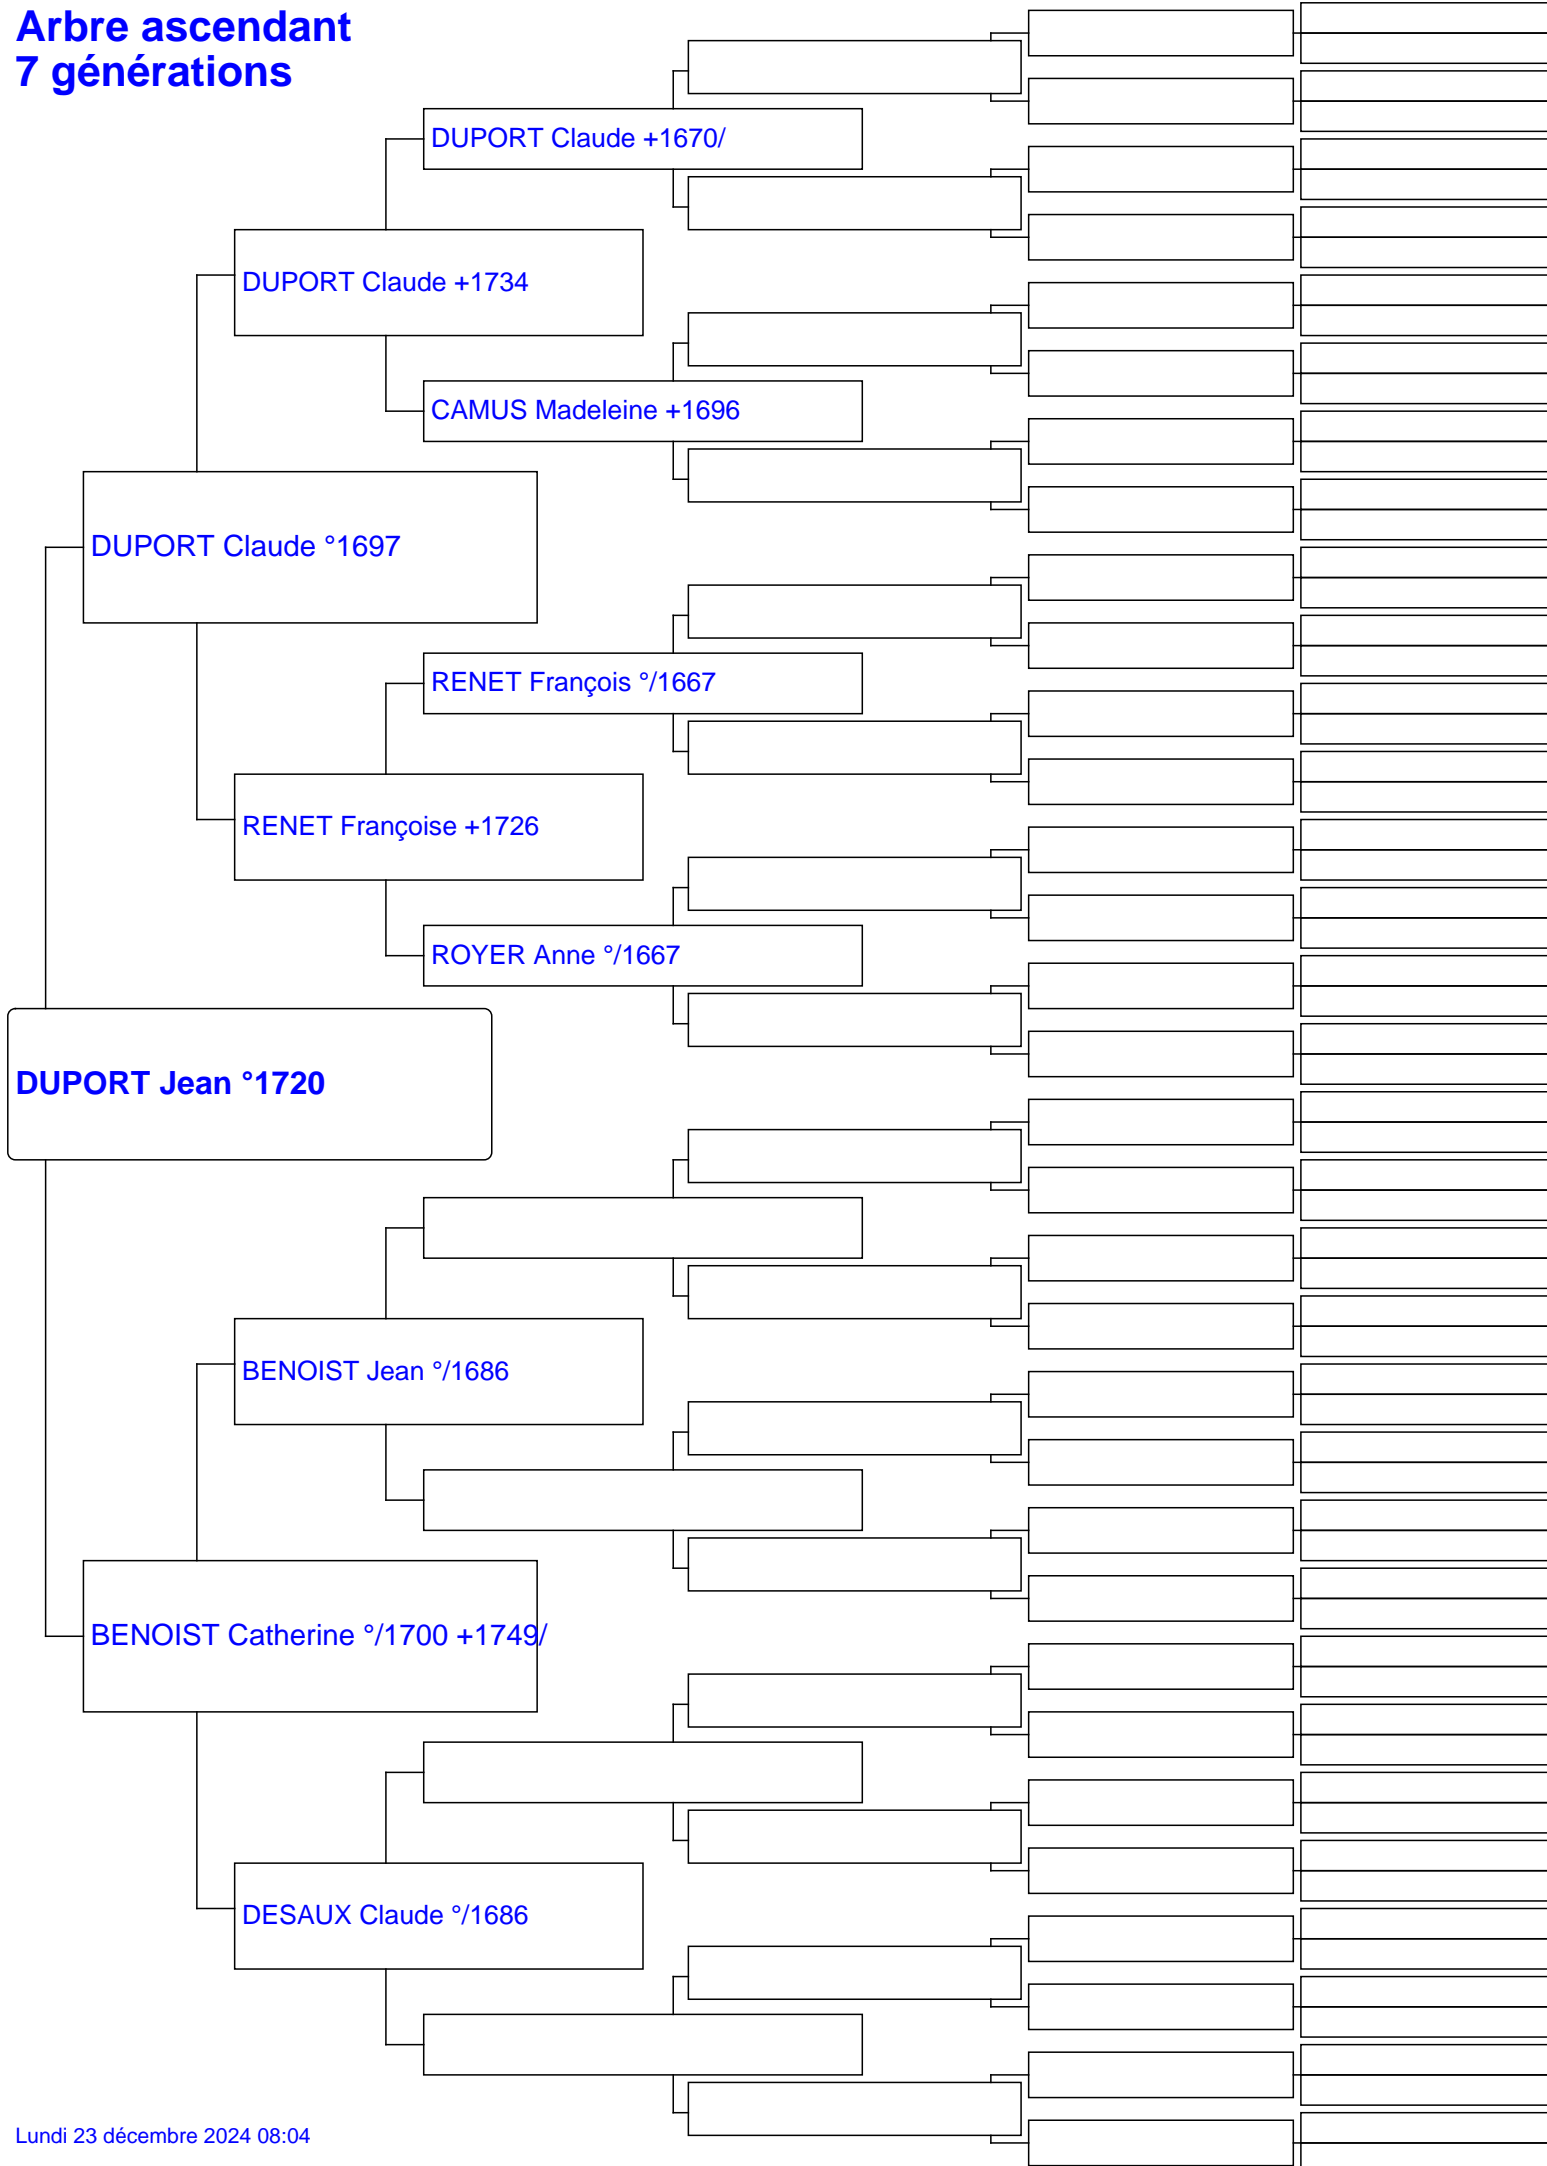 Arbre ascendant
7 générations
DUPORT Claude +1670/
DUPORT Claude +1734
CAMUS Madeleine +1696
DUPORT Claude °1697
RENET François °/1667
RENET Françoise +1726
ROYER Anne °/1667
DUPORT Jean °1720
BENOIST Jean °/1686
BENOIST Catherine °/1700 +1749/
DESAUX Claude °/1686
Lundi 23 décembre 2024 08:04